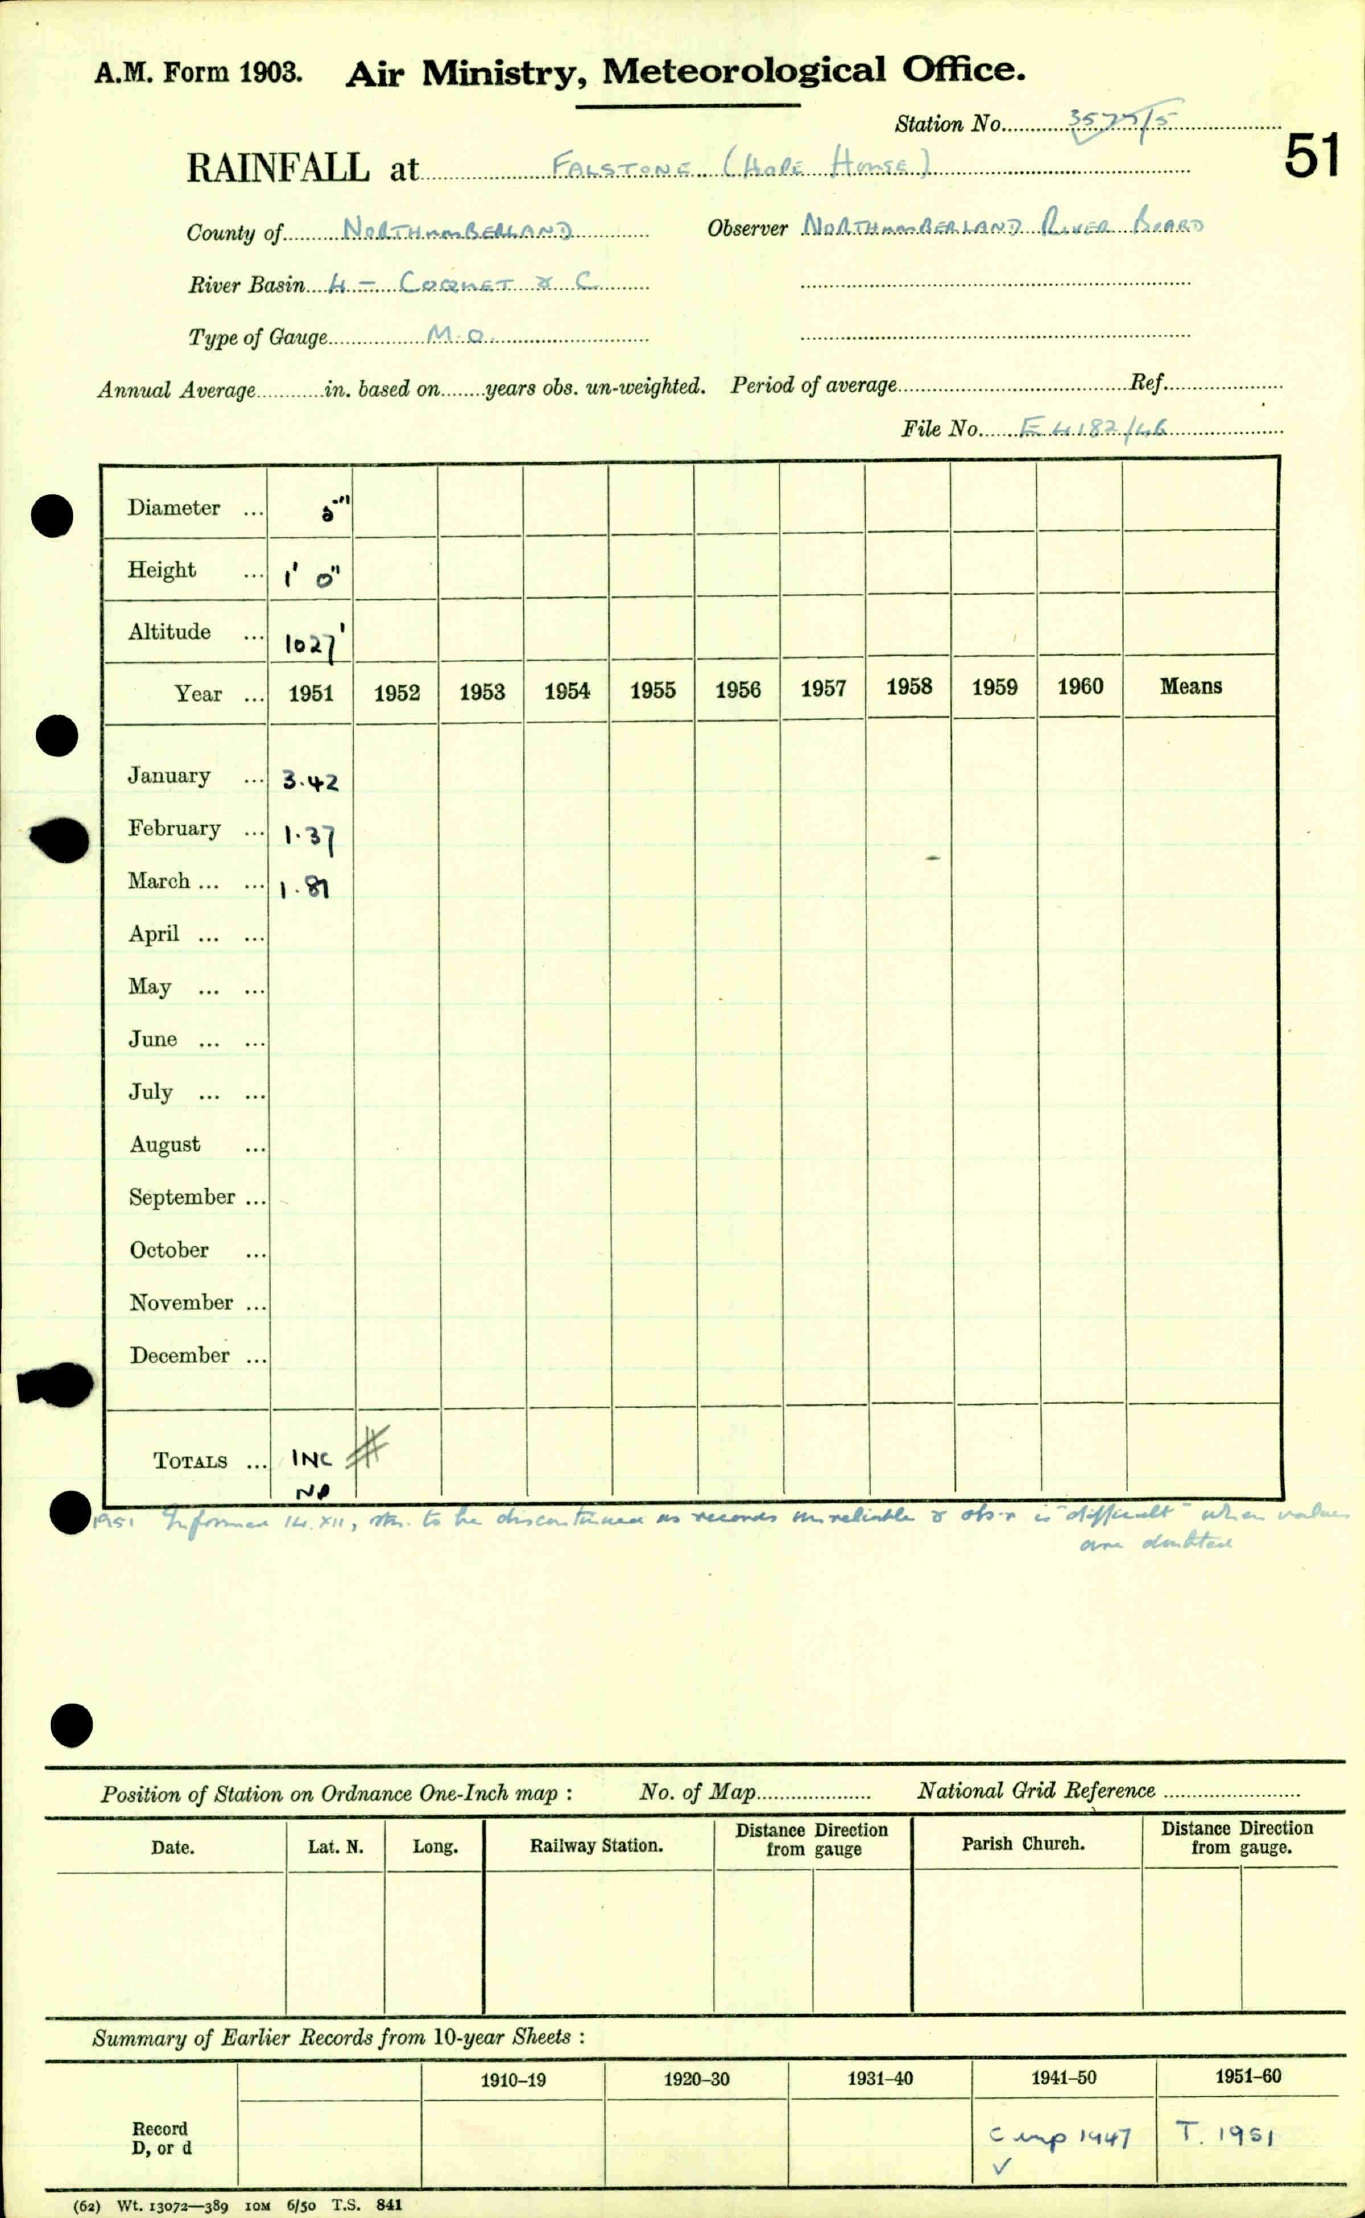 A.M. Form 1903. Air Ministry, Meteorological Office.
Station No. 3575/5
51
RAINFALL at FALSTONE (HOPE HOUSE)
County of NORTHUMBERLAND Observer NORTHUMBERLAND RIVER BOARD
River Basin 4 - COQUET & C
Type of Gauge M.O.
Annual Average in. based on years obs. un-weighted. Period of average Ref.
File No. E4182/46
Diameter ... 5"
Height ... 1' 0"
Altitude ... 1027'
Year ... 1951 1952 1953 1954 1955 1956 1957 1958 1959 1960 Means
January ... 3.42
February ... 1.37
March ... ... 1.81
April ... ...
May ... ...
June ... ...
July ... ...
August ...
September ...
October ...
November ...
December ...
TOTALS ... INC
NP
1951 Informed 14.XII, stn. to be discontinued as records unreliable & obs-r is "difficult" when values
are doubted
Position of Station on Ordnance One-Inch map : No. of Map National Grid Reference
Date. Lat. N. Long. Railway Station. Distance Direction from gauge Parish Church. Distance Direction from gauge.
Summary of Earlier Records from 10-year Sheets :
1910–19 1920–30 1931–40 1941–50 1951–60
Record
D, or d
C 1947 T. 1951
(62) Wt. 13072—389 10M 6/50 T.S. 841